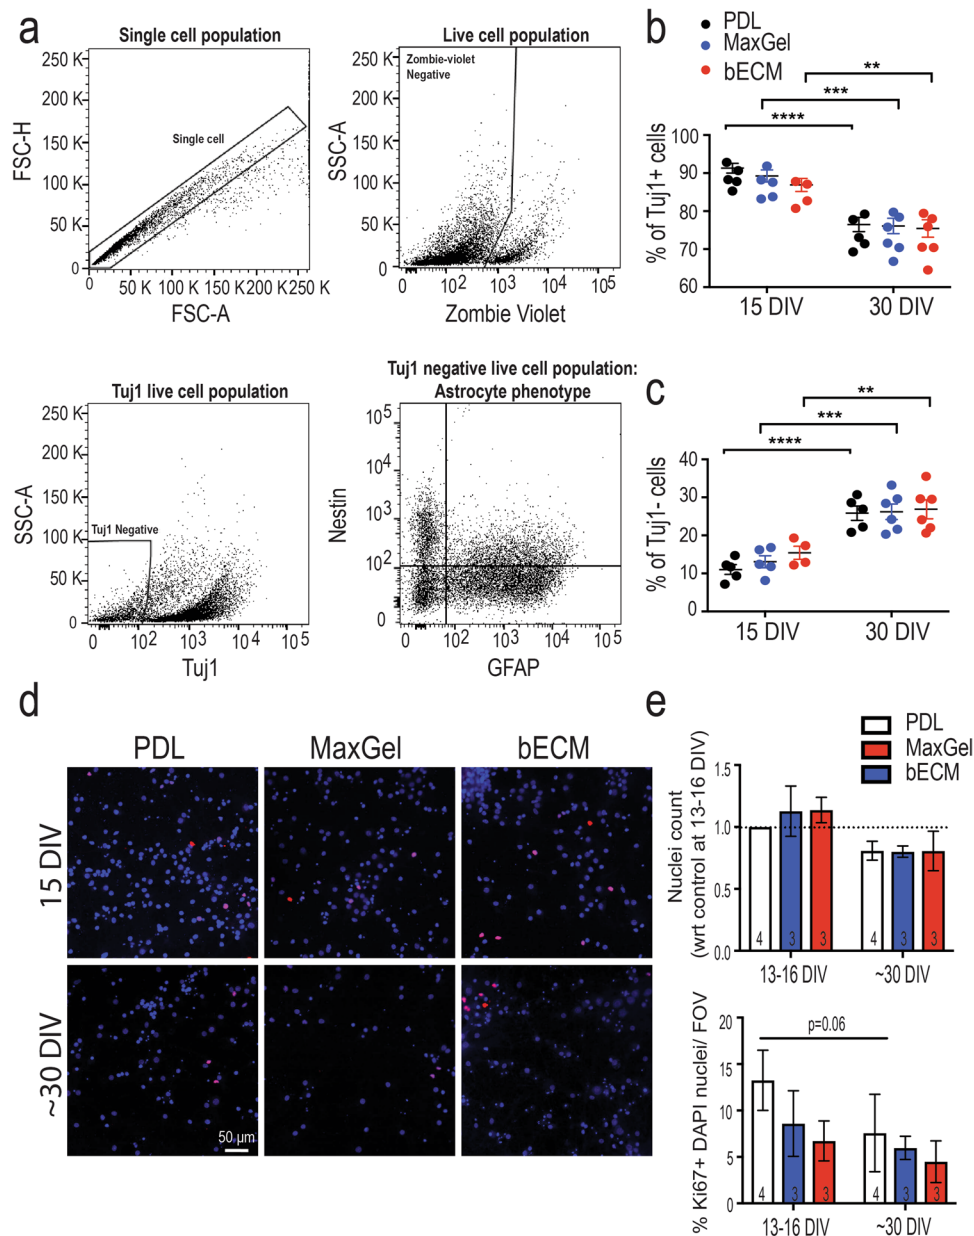 a
Single cell population
250 K
200 K
150 K
100 K
50 K
0
FSC-H
Single cell
0 50 K 100 K 150 K 200 K 250 K
FSC-A
Live cell population
250 K
200 K
150 K
100 K
50 K
0
SSC-A
Zombie-violet
Negative
0 10² 10³ 10⁴ 10⁵
Zombie Violet
Tuj1 live cell population
250 K
200 K
150 K
100 K
50 K
0
SSC-A
Tuj1 Negative
0 10² 10³ 10⁴ 10⁵
Tuj1
Tuj1 negative live cell population:
Astrocyte phenotype
10⁵
10⁴
10³
10²
0
Nestin
0 10² 10³ 10⁴ 10⁵
GFAP
b
PDL
MaxGel
bECM
**
***
****
100
90
80
70
60
% of Tuj1+ cells
15 DIV 30 DIV
c
**
***
****
40
30
20
10
0
% of Tuj1- cells
15 DIV 30 DIV
d
PDL MaxGel bECM
15 DIV
~30 DIV
50 µm
e
PDL
MaxGel
bECM
1.5
1.0
0.5
0.0
Nuclei count
(wrt control at 13-16 DIV)
4 3 3 4 3 3
13-16 DIV ~30 DIV
20
15
10
5
0
% Ki67+ DAPI nuclei/ FOV
p=0.06
4 3 3 4 3 3
13-16 DIV ~30 DIV